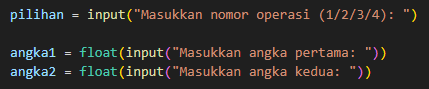 pilihan = input("Masukkan nomor operasi (1/2/3/4): ")
angka1 = float(input("Masukkan angka pertama: "))
angka2 = float(input("Masukkan angka kedua: "))